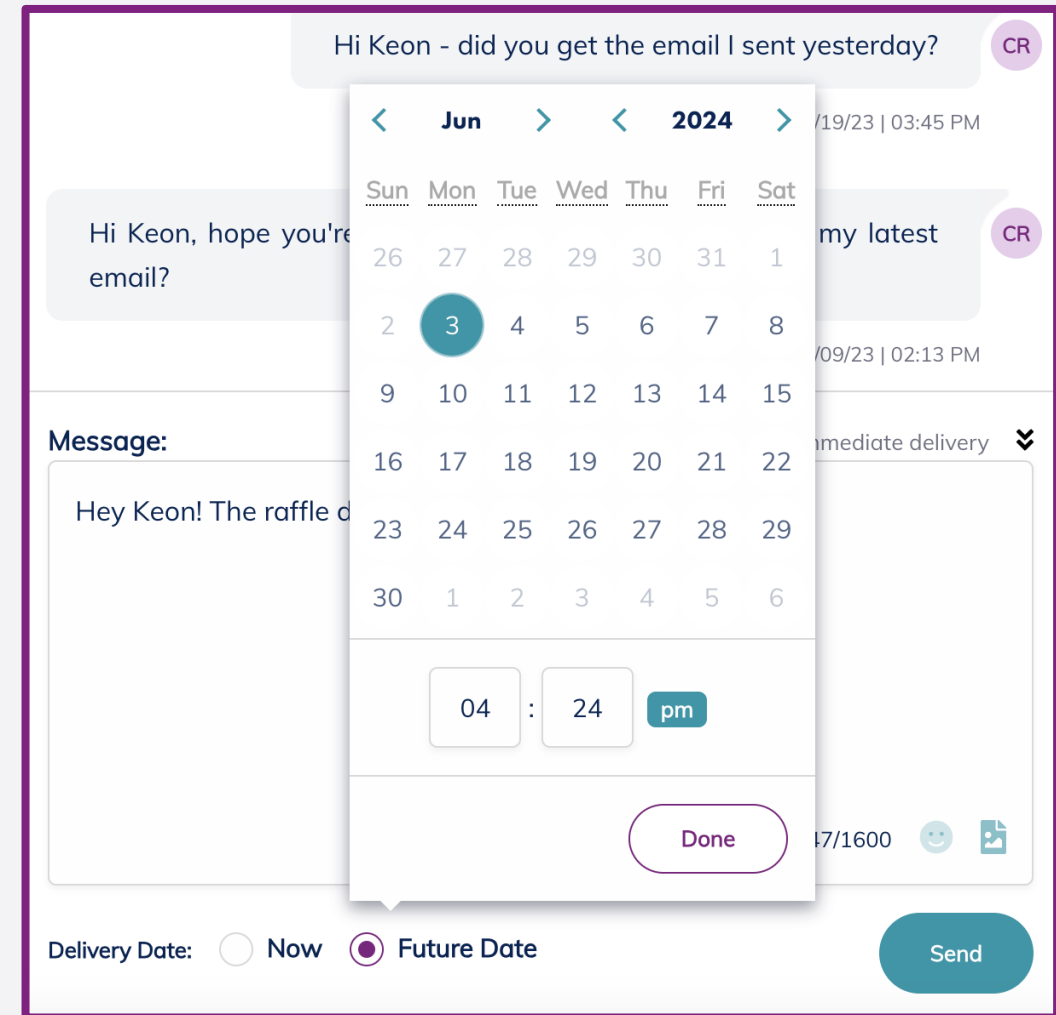 Hi Keon - did you get the email I sent yesterday?
CR
/19/23 | 03:45 PM
Jun 2024
Sun Mon Tue Wed Thu Fri Sat
26 27 28 29 30 31 1
2 3 4 5 6 7 8
9 10 11 12 13 14 15
16 17 18 19 20 21 22
23 24 25 26 27 28 29
30 1 2 3 4 5 6
04 : 24 pm
Done
Hi Keon, hope you're my latest
email?
CR
/09/23 | 02:13 PM
Message:
delivery
Hey Keon! The raffle
/1600
Delivery Date: Now Future Date
Send